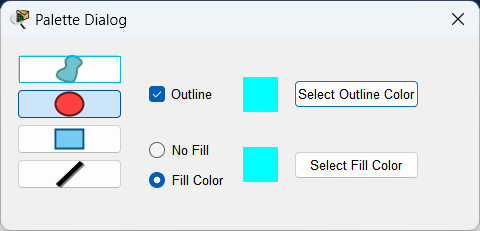 Palette Dialog
Outline
Select Outline Color
No Fill
Fill Color
Select Fill Color